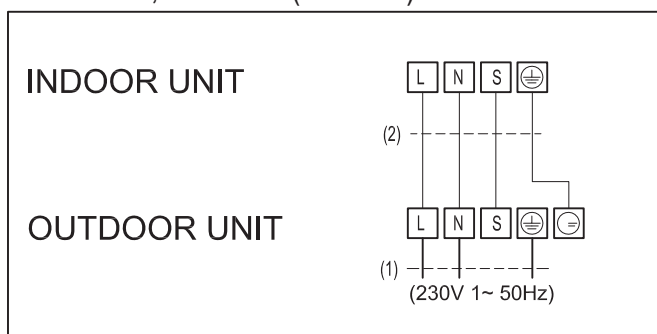 INDOOR UNIT
L N S
(2)
OUTDOOR UNIT
L N S
(1)
(230V 1~ 50Hz)